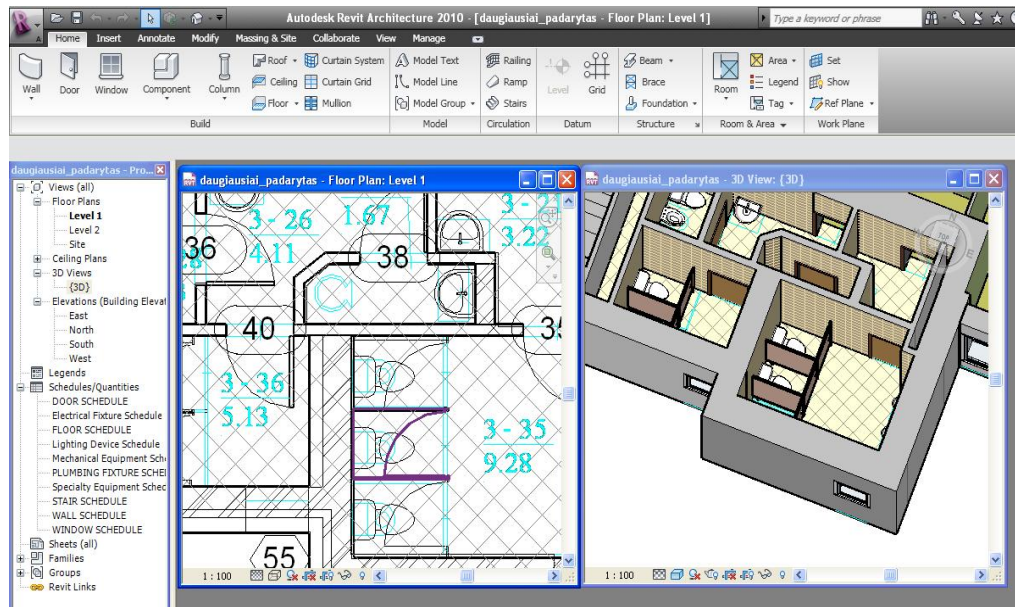 Autodesk Revit Architecture 2010 - [daugiausiai_padarytas - Floor Plan: Level 1]
Type a keyword or phrase
Home Insert Annotate Modify Massing & Site Collaborate View Manage
Wall Door Window Component Column
Roof Curtain System
Ceiling Curtain Grid
Floor Mullion
Build
Model Text
Model Line
Model Group
Model
Railing
Ramp
Stairs
Circulation
Level Grid
Datum
Beam
Brace
Foundation
Structure
Room
Area
Legend
Tag
Room & Area
Set
Show
Ref Plane
Work Plane
daugiausiai_padarytas - Pro...
Views (all)
Floor Plans
Level 1
Level 2
Site
Ceiling Plans
3D Views
{3D}
Elevations (Building Elevat
East
North
South
West
Legends
Schedules/Quantities
DOOR SCHEDULE
Electrical Fixture Schedule
FLOOR SCHEDULE
Lighting Device Schedule
Mechanical Equipment Sch
PLUMBING FIXTURE SCHE
Specialty Equipment Sched
STAIR SCHEDULE
WALL SCHEDULE
WINDOW SCHEDULE
Sheets (all)
Families
Groups
Revit Links
daugiausiai_padarytas - Floor Plan: Level 1
3 - 26
4.11
1.67
3.22
36
38
40
3 - 36
5.13
3 - 35
9.28
55
1 : 100
daugiausiai_padarytas - 3D View: {3D}
TOP
N
E
1 : 100